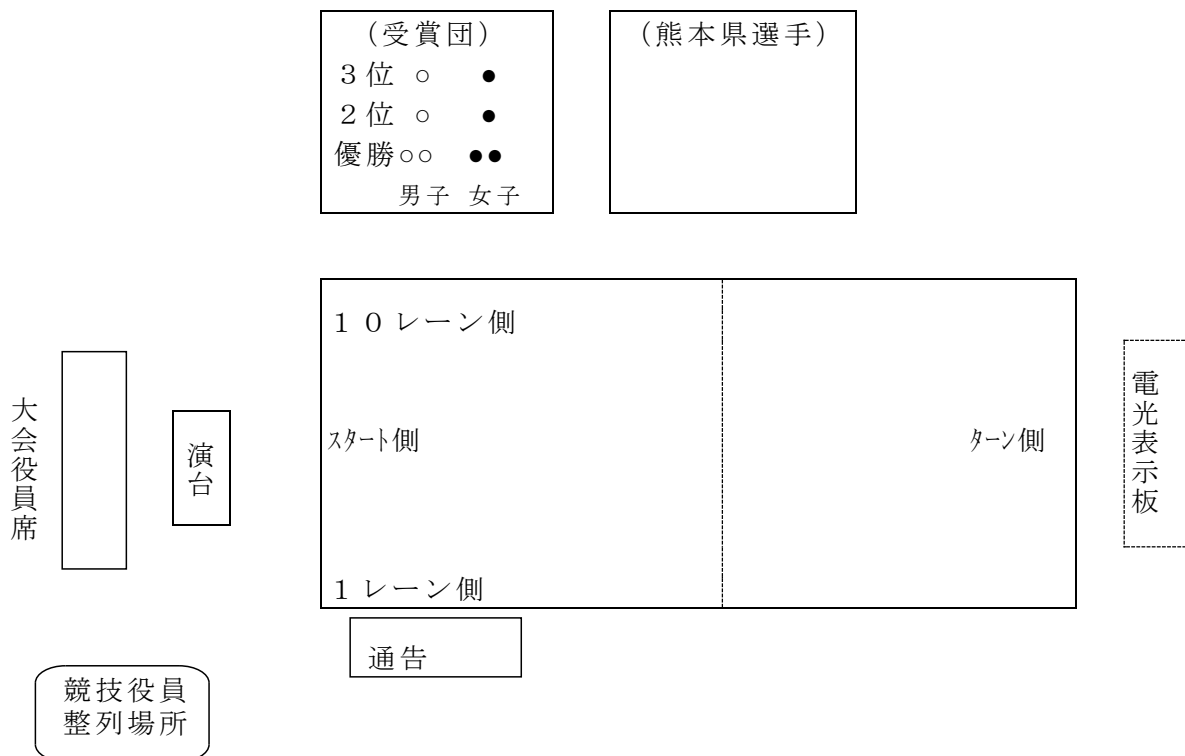 （受賞団）
３位 ○ ●
２位 ○ ●
優勝○○ ●●
男子 女子
（熊本県選手）
１０レーン側
スタート側
ターン側
１レーン側
大会役員席
演台
電光表示板
通告
競技役員
整列場所